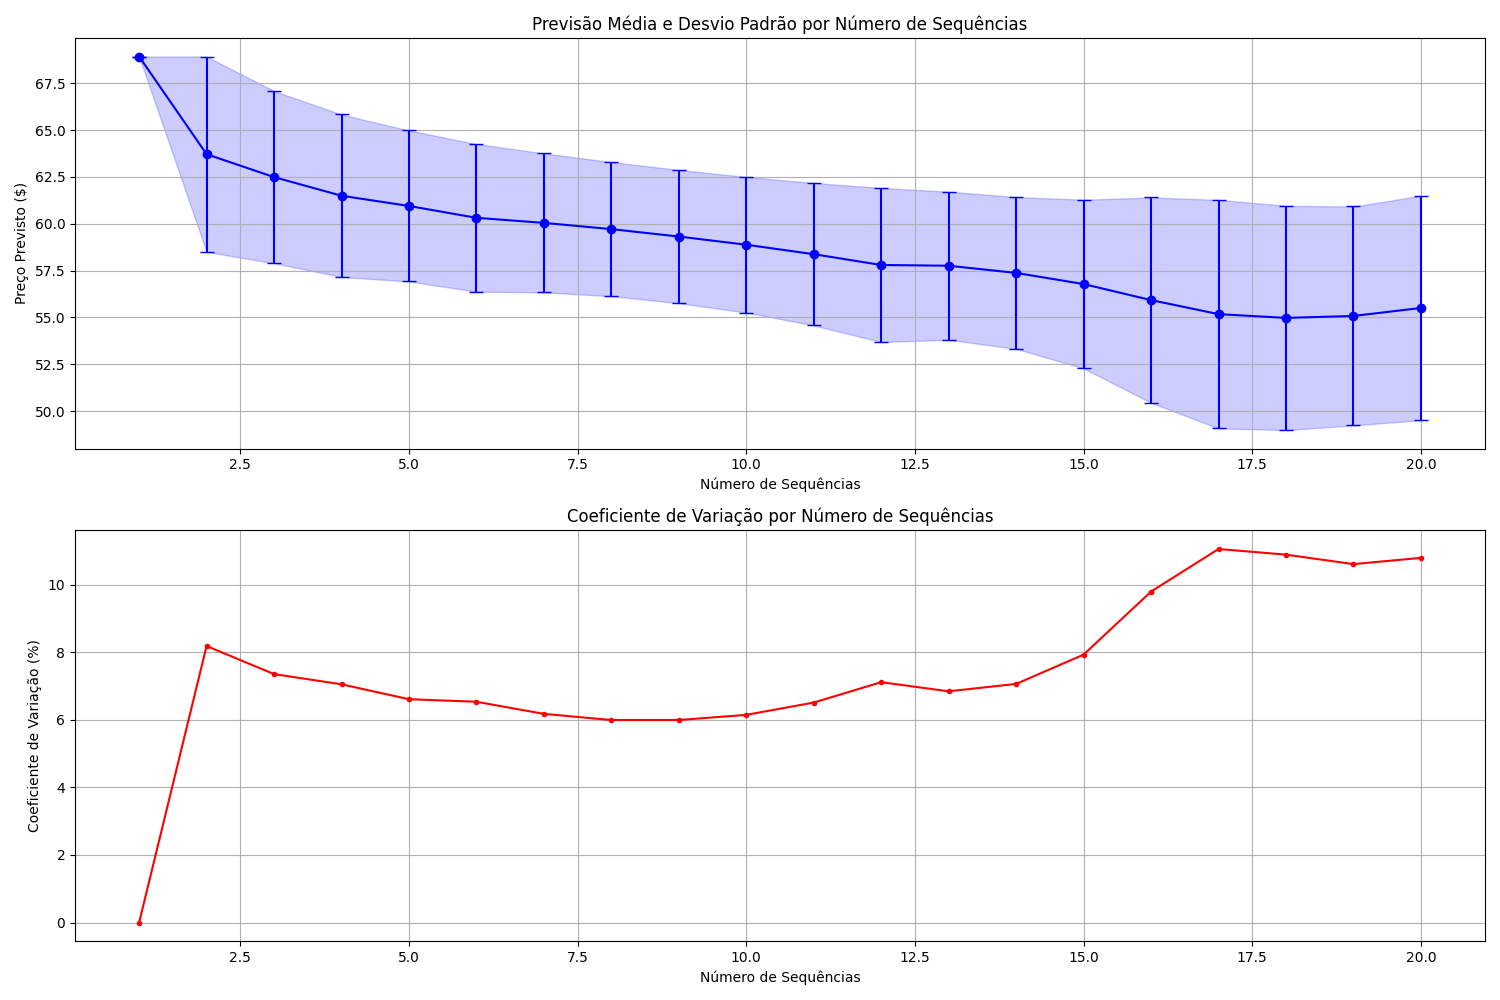 Previsão Média e Desvio Padrão por Número de Sequências
Preço Previsto ($)
67.5
65.0
62.5
60.0
57.5
55.0
52.5
50.0
2.5 5.0 7.5 10.0 12.5 15.0 17.5 20.0
Número de Sequências
Coeficiente de Variação por Número de Sequências
Coeficiente de Variação (%)
10
8
6
4
2
0
2.5 5.0 7.5 10.0 12.5 15.0 17.5 20.0
Número de Sequências